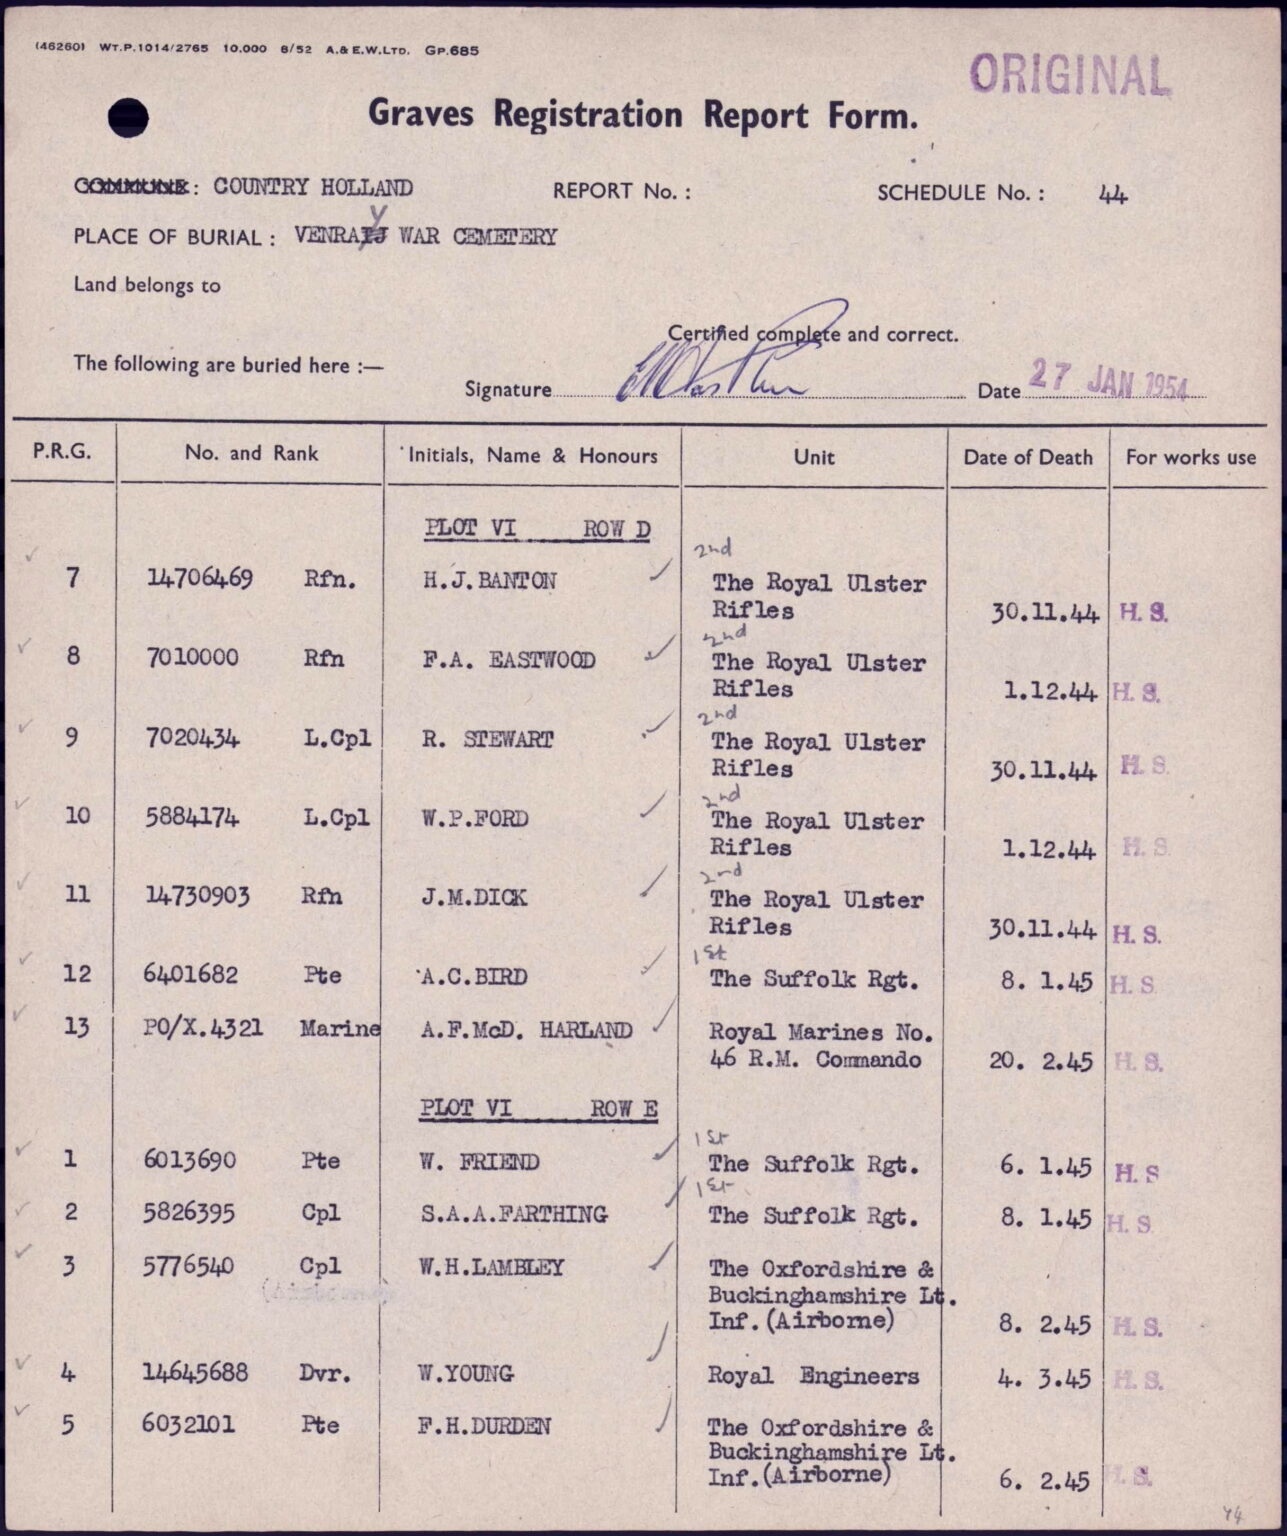 (46260) WT.P.1014/2765 10.000 8/52 A.& E.W.LTD. GP.685
ORIGINAL
Graves Registration Report Form.
COMMUNE: COUNTRY HOLLAND REPORT No.: SCHEDULE No.: 44
PLACE OF BURIAL: VENRAY WAR CEMETERY
Land belongs to
Certified complete and correct.
The following are buried here :—
Signature Date 27 JAN 1954
P.R.G. No. and Rank Initials, Name & Honours Unit Date of Death For works use
PLOT VI ROW D
2nd
7 14706469 Rfn. H.J.BANTON The Royal Ulster
Rifles 30.11.44 H. S.
2nd
8 7010000 Rfn F.A. EASTWOOD The Royal Ulster
Rifles 1.12.44 H. S.
2nd
9 7020434 L.Cpl R. STEWART The Royal Ulster
Rifles 30.11.44 H. S.
2nd
10 5884174 L.Cpl W.P.FORD The Royal Ulster
Rifles 1.12.44 H. S.
2nd
11 14730903 Rfn J.M.DICK The Royal Ulster
Rifles 30.11.44 H. S.
1st
12 6401682 Pte A.C.BIRD The Suffolk Rgt. 8. 1.45 H. S
13 PO/X.4321 Marine A.F.McD. HARLAND Royal Marines No.
46 R.M. Commando 20. 2.45 H. S.
PLOT VI ROW E
1st
1 6013690 Pte W. FRIEND The Suffolk Rgt. 6. 1.45 H. S
1st
2 5826395 Cpl S.A.A.FARTHING The Suffolk Rgt. 8. 1.45 H. S
3 5776540 Cpl W.H.LAMBLEY The Oxfordshire &
Buckinghamshire Lt.
Inf.(Airborne) 8. 2.45 H. S.
4 14645688 Dvr. W.YOUNG Royal Engineers 4. 3.45 H. S.
5 6032101 Pte F.H.DURDEN The Oxfordshire &
Buckinghamshire Lt.
Inf.(Airborne) 6. 2.45 H. S.